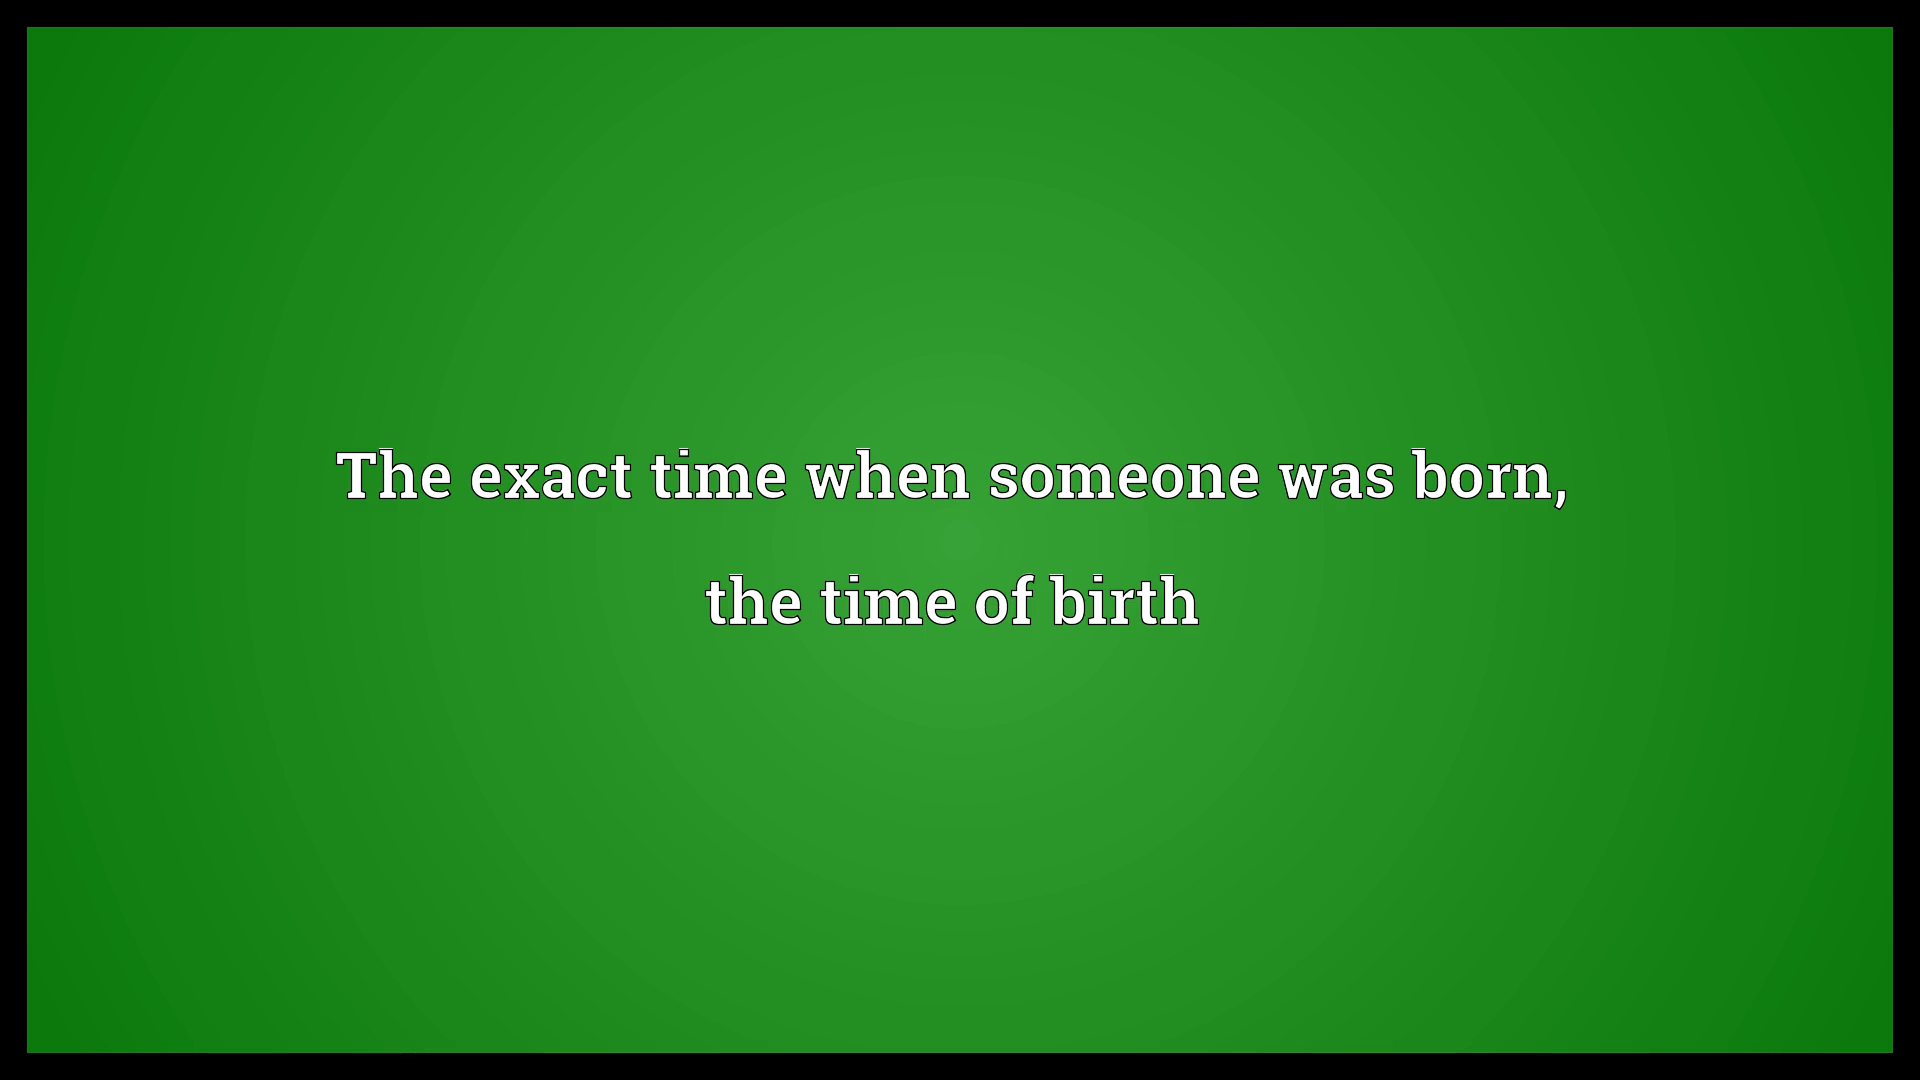 The exact time when someone was born,
the time of birth